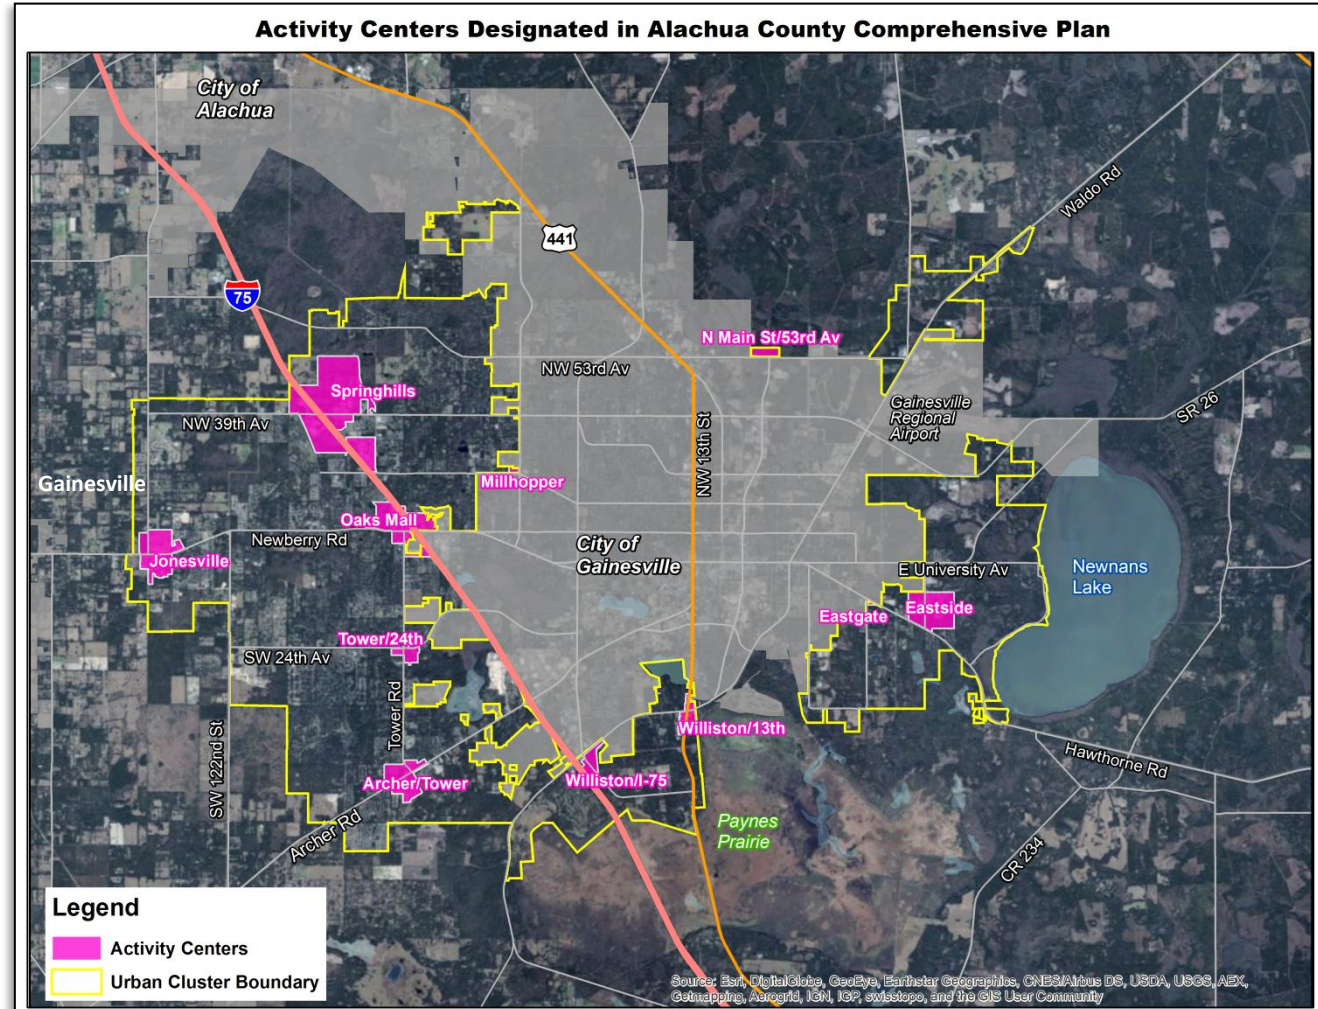 Activity Centers Designated in Alachua County Comprehensive Plan
City of
Alachua
Waldo Rd
441
75
N Main St/53rd Av
NW 53rd Av
Springhills
Gainesville
Regional
Airport
SR 26
NW 39th Av
NW 13th St
Gainesville
Millhopper
Oaks Mall
Newberry Rd
Jonesville
City of
Gainesville
E University Av
Newnans
Lake
Eastgate
Eastside
Tower/24th
SW 24th Av
Tower Rd
SW 122nd St
Williston/13th
Hawthorne Rd
Archer/Tower
Williston/I-75
Archer Rd
Paynes
Prairie
CR 234
Legend
Activity Centers
Urban Cluster Boundary
Source: Esri, DigitalGlobe, GeoEye, Earthstar Geographics, CNES/Airbus DS, USDA, USGS, AEX,
Getmapping, Aerogrid, IGN, IGP, swisstopo, and the GIS User Community